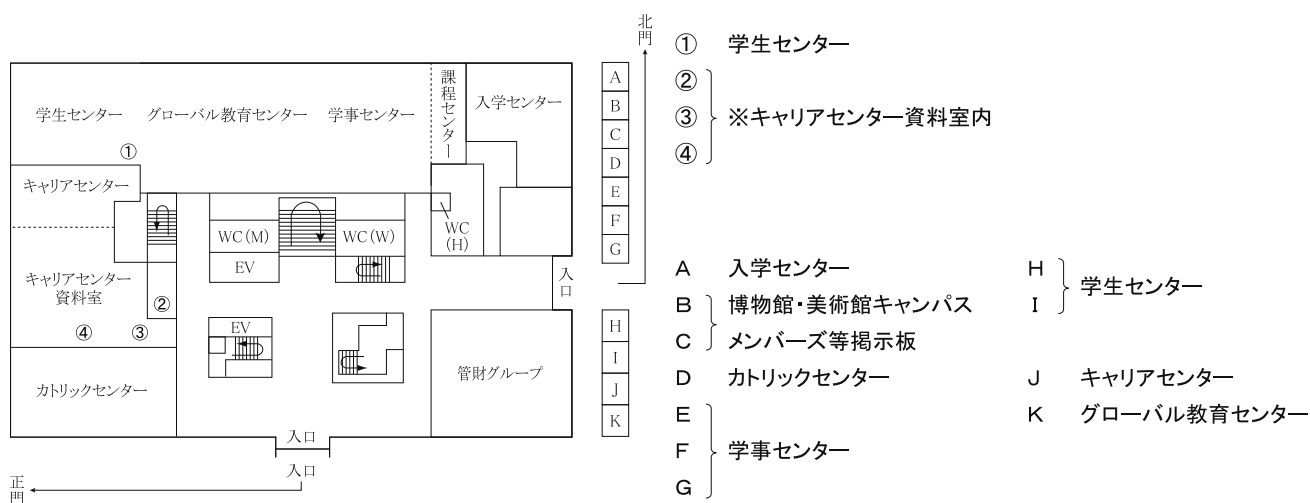 北門
学生センター
グローバル教育センター
学事センター
課程センター
入学センター
①
キャリアセンター
WC(M)
WC(W)
WC
(H)
EV
キャリアセンター
資料室
②
④
③
EV
カトリックセンター
管財グループ
入口
入口
入口
正門
A
B
C
D
E
F
G
H
I
J
K
① 学生センター
②
③ ※キャリアセンター資料室内
④
A 入学センター
B 博物館・美術館キャンパス
C メンバーズ等掲示板
D カトリックセンター
E
F 学事センター
G
H
I 学生センター
J キャリアセンター
K グローバル教育センター